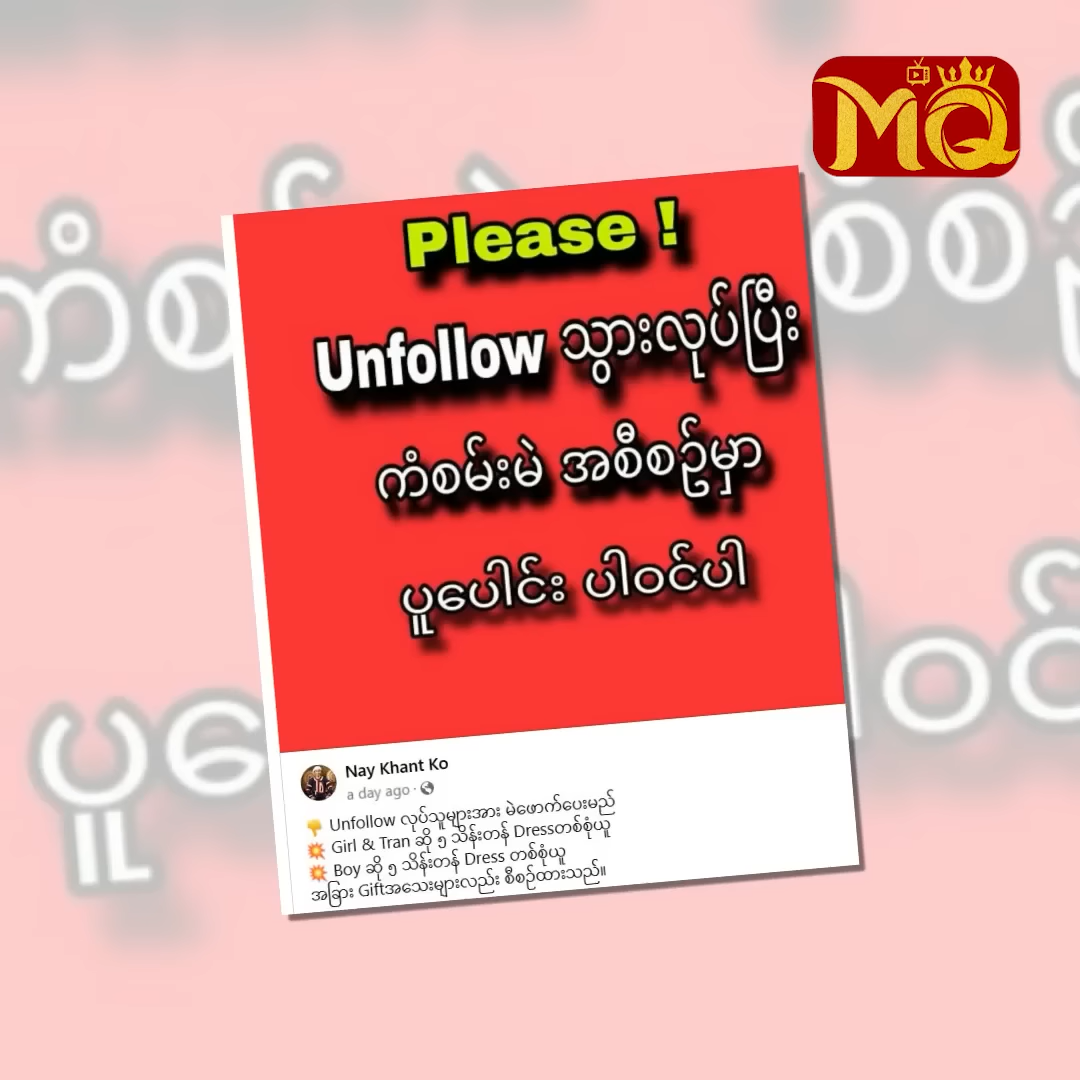 MQ
Please !
Unfollow သွားလုပ်ပြီး
ကံစမ်းမဲ အစီစဉ်မှာ
ပူပေါင်း ပါဝင်ပါ
Nay Khant Ko
a day ago ·
👇 Unfollow လုပ်သူများအား မဲဖောက်ပေးမည်
💥 Girl & Tran ဆို ၅ သိန်းတန် Dressတစ်စုံယူ
💥 Boy ဆို ၅ သိန်းတန် Dress တစ်စုံယူ
အခြား Giftအသေးများလည်း စီစဉ်ထားသည်။